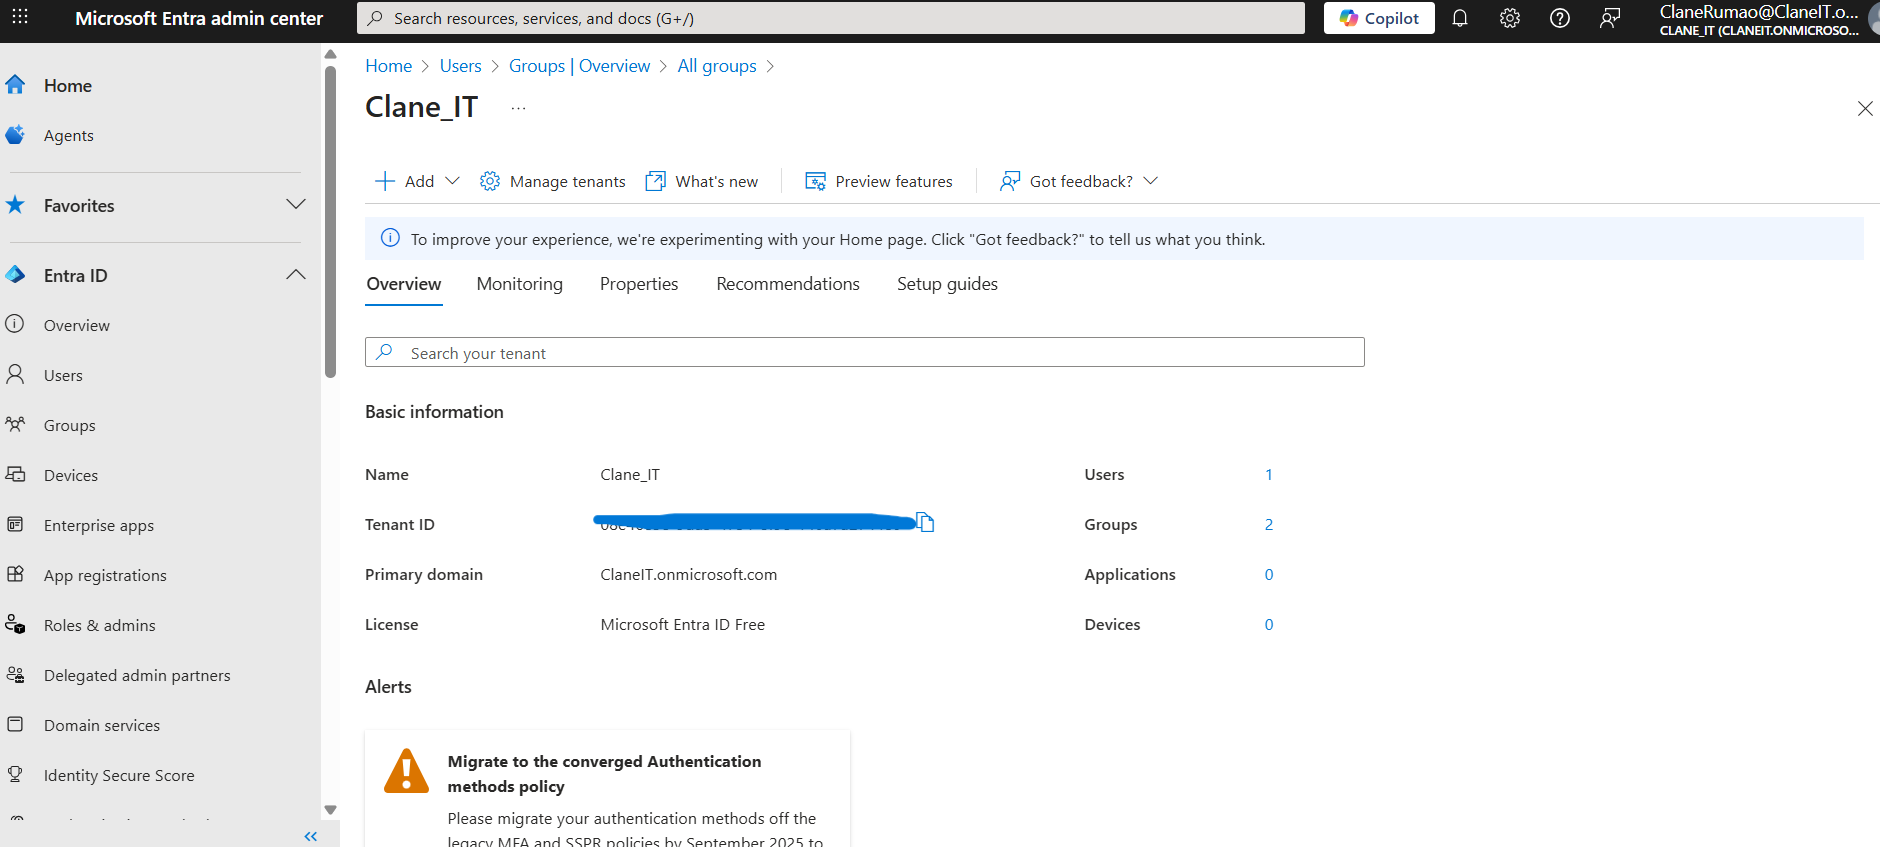 Microsoft Entra admin center
Search resources, services, and docs (G+/)
Copilot
ClaneRumao@ClaneIT.o...
CLANE_IT (CLANEIT.ONMICROSO...
Home
Agents
Favorites
Entra ID
Overview
Users
Groups
Devices
Enterprise apps
App registrations
Roles & admins
Delegated admin partners
Domain services
Identity Secure Score
Home > Users > Groups | Overview > All groups >
Clane_IT ...
Add Manage tenants What's new Preview features Got feedback?
To improve your experience, we're experimenting with your Home page. Click "Got feedback?" to tell us what you think.
Overview Monitoring Properties Recommendations Setup guides
Search your tenant
Basic information
Name Clane_IT Users 1
Tenant ID Groups 2
Primary domain ClaneIT.onmicrosoft.com Applications 0
License Microsoft Entra ID Free Devices 0
Alerts
Migrate to the converged Authentication
methods policy
Please migrate your authentication methods off the
legacy MFA and SSPR policies by September 2025 to